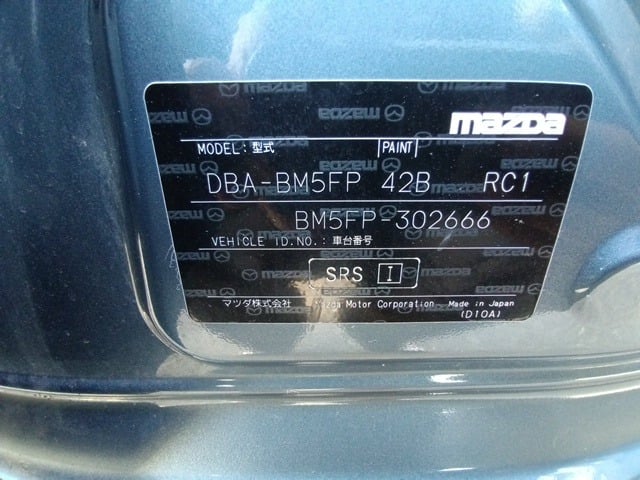 mazda
MODEL:型式 PAINT
DBA-BM5FP 42B RC1
BM5FP-302666
VEHICLE ID.NO.:車台番号
SRS I
マツダ株式会社 Mazda Motor Corporation Made in Japan
(D10A)